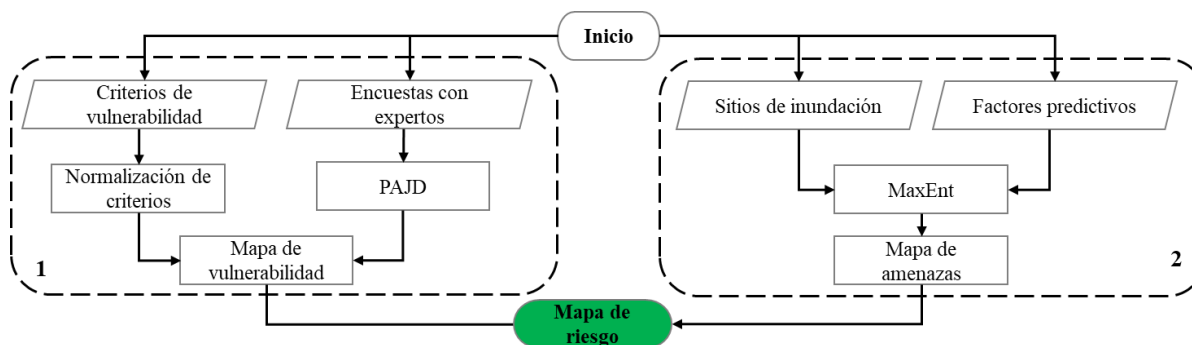 Inicio
Criterios de
vulnerabilidad
Encuestas con
expertos
Sitios de inundación
Factores predictivos
Normalización de
criterios
PAJD
MaxEnt
Mapa de
vulnerabilidad
Mapa de
amenazas
1
2
Mapa de
riesgo